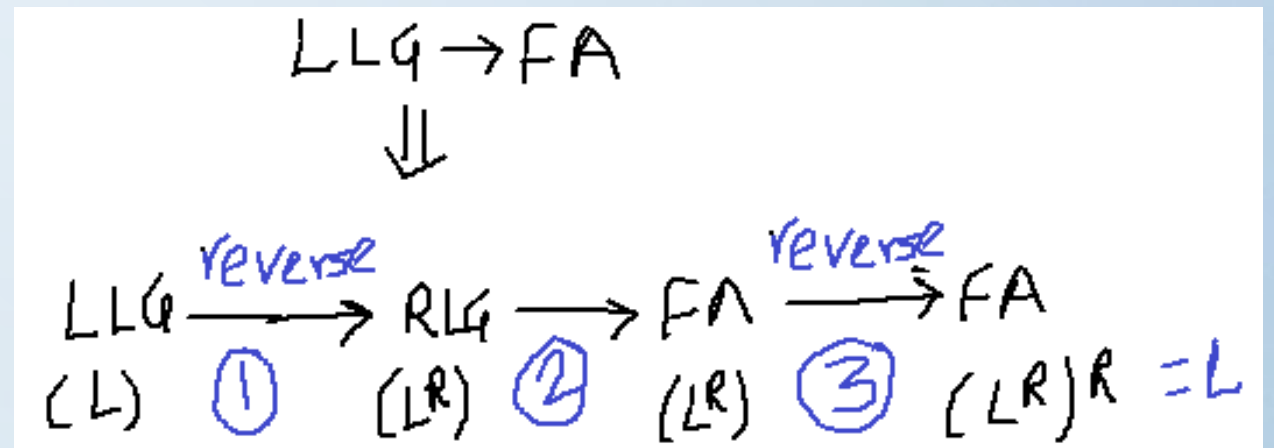 LLG → FA
⇓
reverse reverse
LLG → RLG → FA → FA
(L) ① (L^R) ② (L^R) ③ (L^R)^R = L